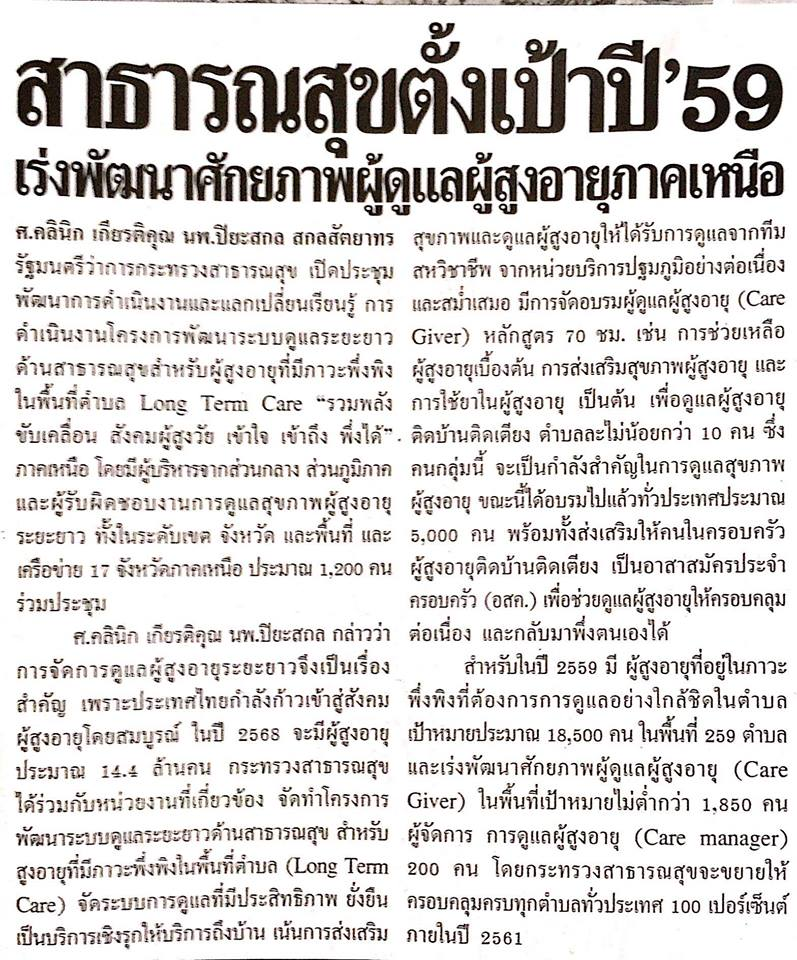 สาธารณสุขตั้งเป้าปี’59
เร่งพัฒนาศักยภาพผู้ดูแลผู้สูงอายุภาคเหนือ
ศ.คลินิก เกียรติคุณ นพ.ปิยะสกล สกลสัตยาทร
รัฐมนตรีว่าการกระทรวงสาธารณสุข เปิดประชุม
พัฒนาการดำเนินงานและแลกเปลี่ยนเรียนรู้ การ
ดำเนินงานโครงการพัฒนาระบบดูแลระยะยาว
ด้านสาธารณสุขสำหรับผู้สูงอายุที่มีภาวะพึ่งพิง
ในพื้นที่ตำบล Long Term Care “รวมพลัง
ขับเคลื่อน สังคมผู้สูงวัย เข้าใจ เข้าถึง พึ่งได้”
ภาคเหนือ โดยมีผู้บริหารจากส่วนกลาง ส่วนภูมิภาค
และผู้รับผิดชอบงานการดูแลสุขภาพผู้สูงอายุ
ระยะยาว ทั้งในระดับเขต จังหวัด และพื้นที่ และ
เครือข่าย 17 จังหวัดภาคเหนือ ประมาณ 1,200 คน
ร่วมประชุม
ศ.คลินิก เกียรติคุณ นพ.ปิยะสกล กล่าวว่า
การจัดการดูแลผู้สูงอายุระยะยาวจึงเป็นเรื่อง
สำคัญ เพราะประเทศไทยกำลังก้าวเข้าสู่สังคม
ผู้สูงอายุโดยสมบูรณ์ ในปี 2568 จะมีผู้สูงอายุ
ประมาณ 14.4 ล้านคน กระทรวงสาธารณสุข
ได้ร่วมกับหน่วยงานที่เกี่ยวข้อง จัดทำโครงการ
พัฒนาระบบดูแลระยะยาวด้านสาธารณสุข สำหรับ
สูงอายุที่มีภาวะพึ่งพิงในพื้นที่ตำบล (Long Term
Care) จัดระบบการดูแลที่มีประสิทธิภาพ ยั่งยืน
เป็นบริการเชิงรุกให้บริการถึงบ้าน เน้นการส่งเสริม
สุขภาพและดูแลผู้สูงอายุให้ได้รับการดูแลจากทีม
สหวิชาชีพ จากหน่วยบริการปฐมภูมิอย่างต่อเนื่อง
และสม่ำเสมอ มีการจัดอบรมผู้ดูแลผู้สูงอายุ (Care
Giver) หลักสูตร 70 ชม. เช่น การช่วยเหลือ
ผู้สูงอายุเบื้องต้น การส่งเสริมสุขภาพผู้สูงอายุ และ
การใช้ยาในผู้สูงอายุ เป็นต้น เพื่อดูแลผู้สูงอายุ
ติดบ้านติดเตียง ตำบลละไม่น้อยกว่า 10 คน ซึ่ง
คนกลุ่มนี้ จะเป็นกำลังสำคัญในการดูแลสุขภาพ
ผู้สูงอายุ ขณะนี้ได้อบรมไปแล้วทั่วประเทศประมาณ
5,000 คน พร้อมทั้งส่งเสริมให้คนในครอบครัว
ผู้สูงอายุติดบ้านติดเตียง เป็นอาสาสมัครประจำ
ครอบครัว (อสค.) เพื่อช่วยดูแลผู้สูงอายุให้ครอบคลุม
ต่อเนื่อง และกลับมาพึ่งตนเองได้
สำหรับในปี 2559 มี ผู้สูงอายุที่อยู่ในภาวะ
พึ่งพิงที่ต้องการการดูแลอย่างใกล้ชิดในตำบล
เป้าหมายประมาณ 18,500 คน ในพื้นที่ 259 ตำบล
และเร่งพัฒนาศักยภาพผู้ดูแลผู้สูงอายุ (Care
Giver) ในพื้นที่เป้าหมายไม่ต่ำกว่า 1,850 คน
ผู้จัดการ การดูแลผู้สูงอายุ (Care manager)
200 คน โดยกระทรวงสาธารณสุขจะขยายให้
ครอบคลุมครบทุกตำบลทั่วประเทศ 100 เปอร์เซ็นต์
ภายในปี 2561